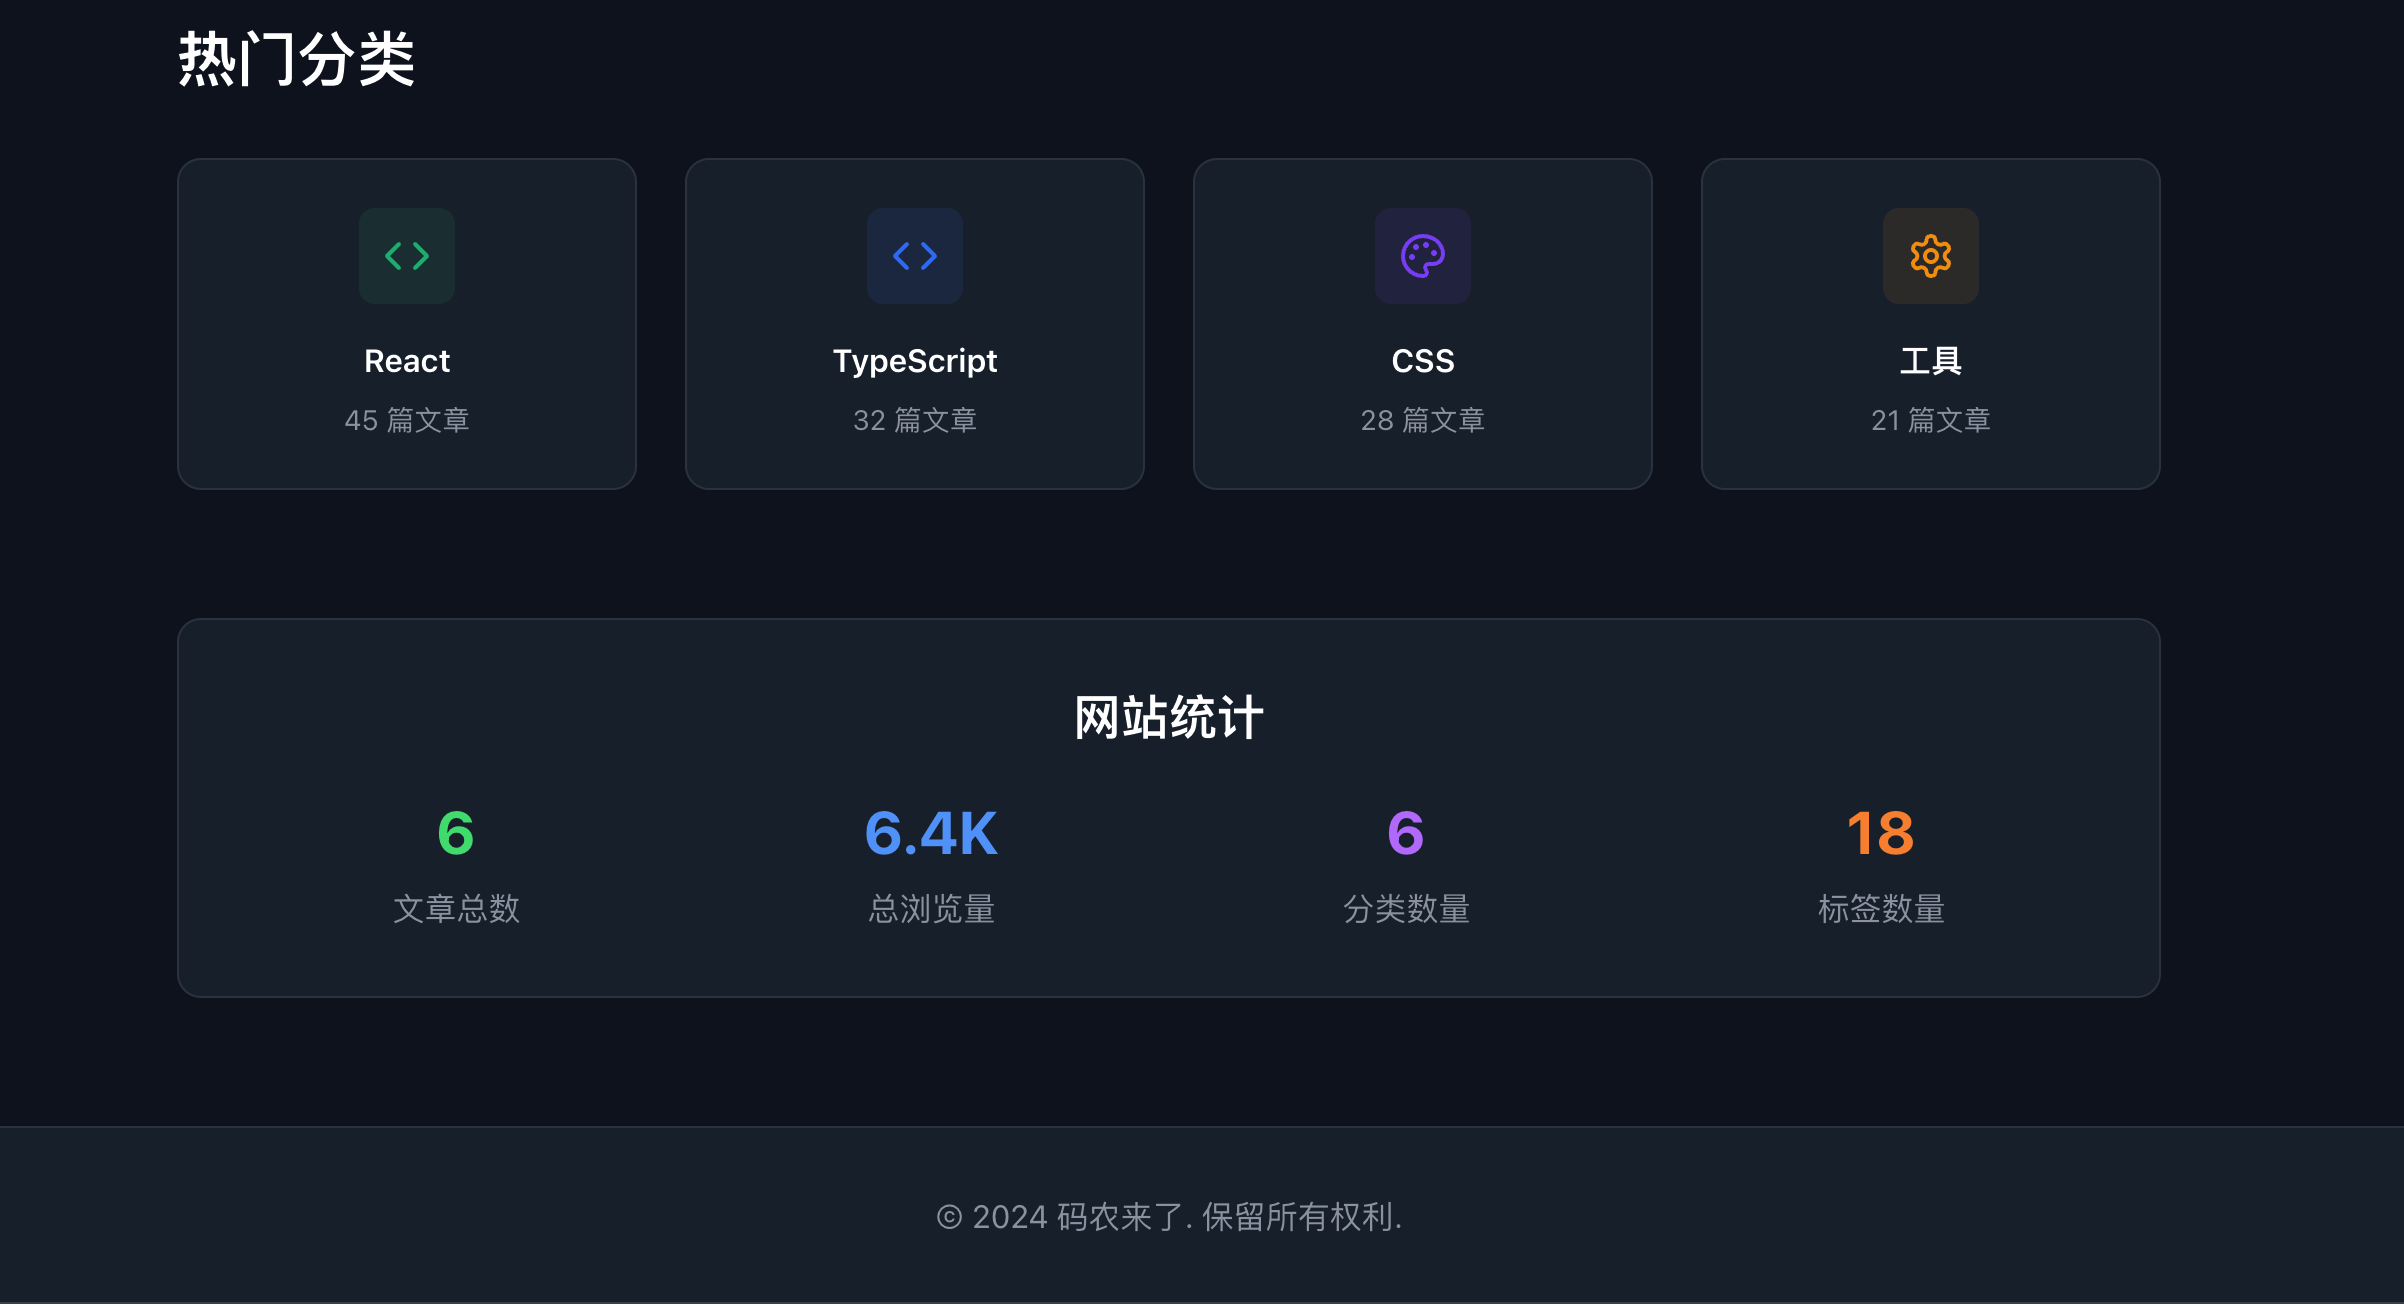 热门分类
React
45 篇文章
TypeScript
32 篇文章
CSS
28 篇文章
工具
21 篇文章
网站统计
6
文章总数
6.4K
总浏览量
6
分类数量
18
标签数量
© 2024 码农来了. 保留所有权利.